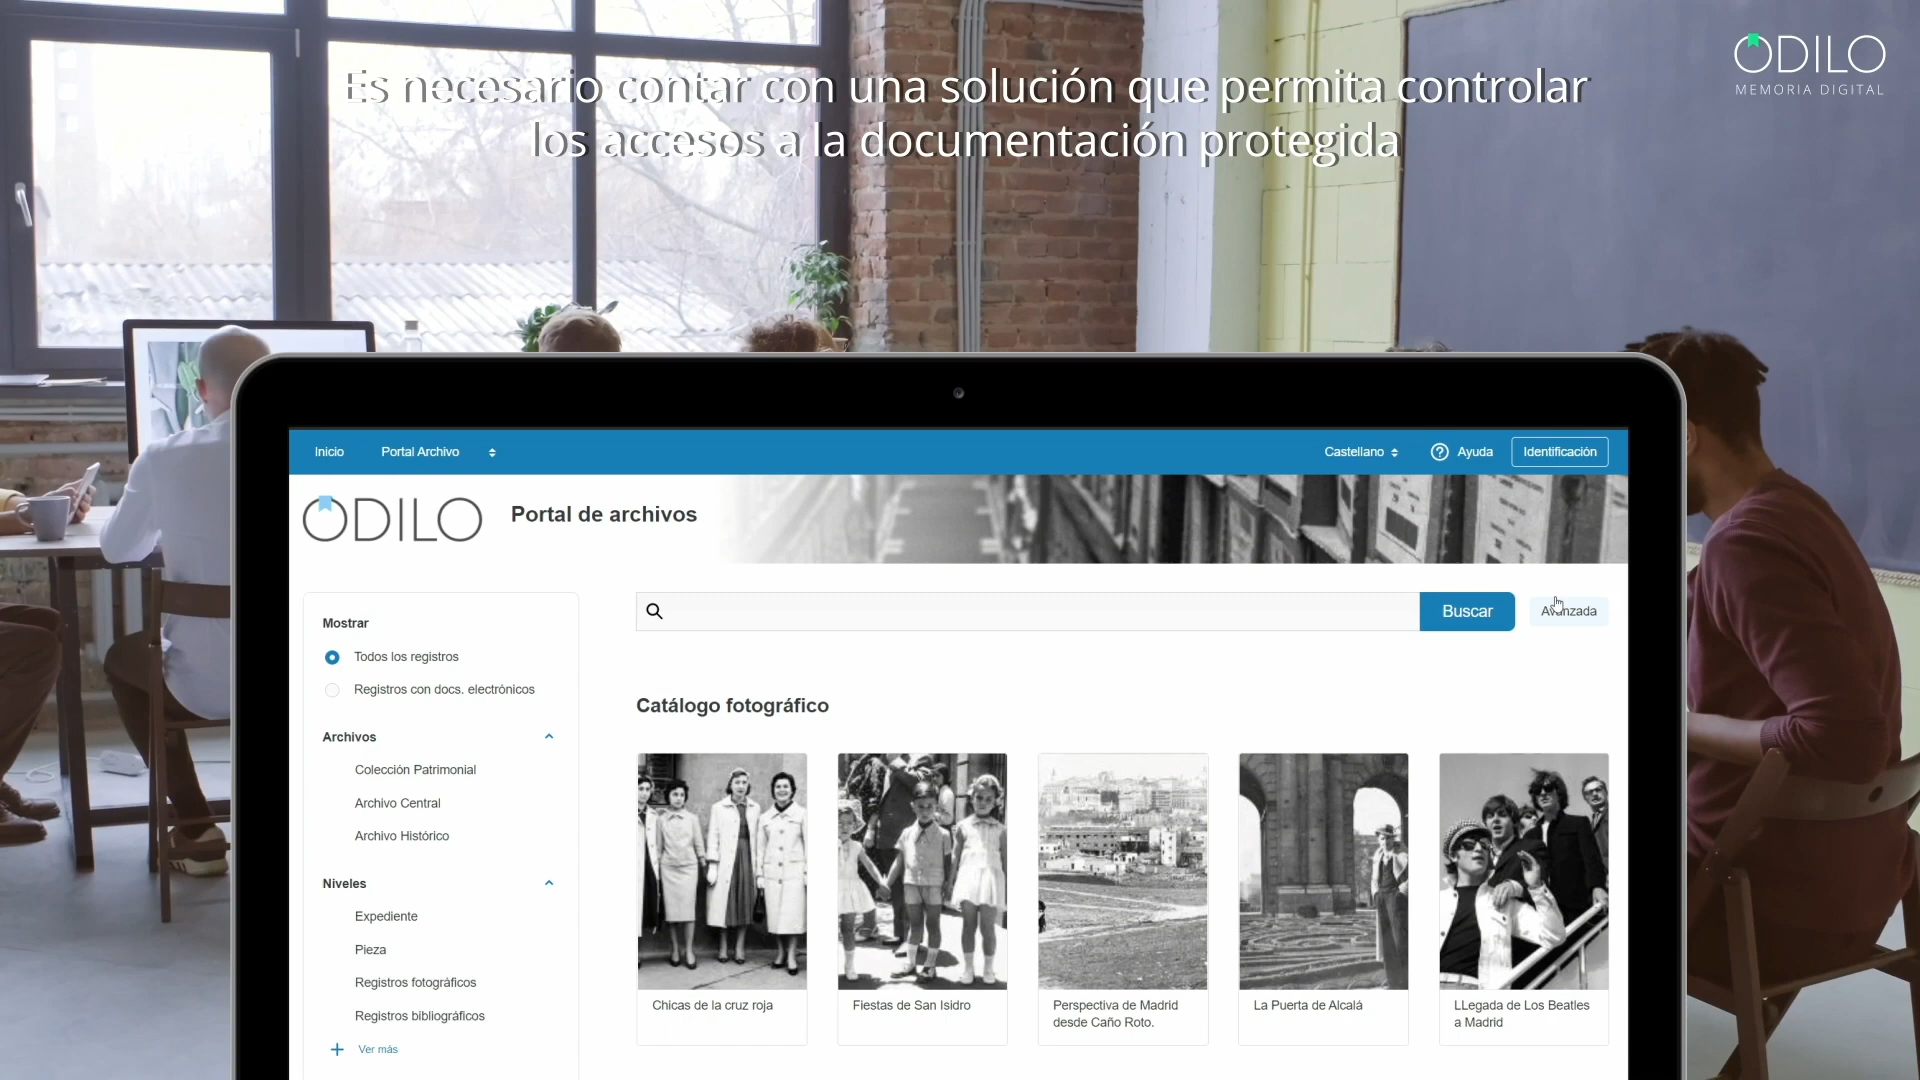 Es necesario contar con una solución que permita controlar
los accesos a la documentación protegida
ODILO
MEMORIA DIGITAL
Inicio
Portal Archivo
Castellano
Ayuda
Identificación
ODILO
Portal de archivos
Buscar
Avanzada
Mostrar
Todos los registros
Registros con docs. electrónicos
Archivos
Colección Patrimonial
Archivo Central
Archivo Histórico
Niveles
Expediente
Pieza
Registros fotográficos
Registros bibliográficos
Ver más
Catálogo fotográfico
Chicas de la cruz roja
Fiestas de San Isidro
Perspectiva de Madrid
desde Caño Roto.
La Puerta de Alcalá
LLegada de Los Beatles
a Madrid